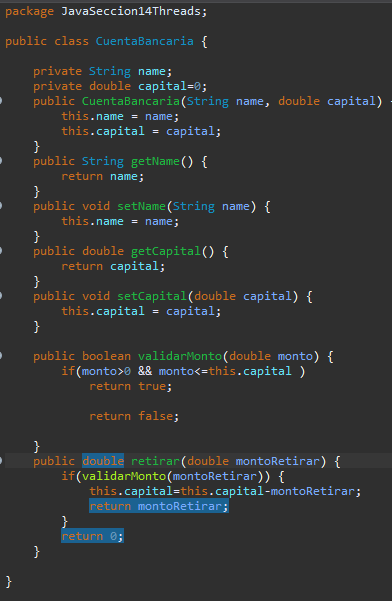 package JavaSeccion14Threads;
public class CuentaBancaria {
private String name;
private double capital=0;
public CuentaBancaria(String name, double capital) {
this.name = name;
this.capital = capital;
}
public String getName() {
return name;
}
public void setName(String name) {
this.name = name;
}
public double getCapital() {
return capital;
}
public void setCapital(double capital) {
this.capital = capital;
}
public boolean validarMonto(double monto) {
if(monto>0 && monto<=this.capital )
return true;
return false;
}
public double retirar(double montoRetirar) {
if(validarMonto(montoRetirar)) {
this.capital=this.capital-montoRetirar;
return montoRetirar;
}
return 0;
}
}